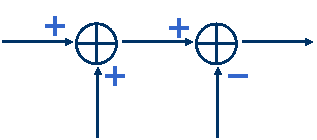 + +
+ −